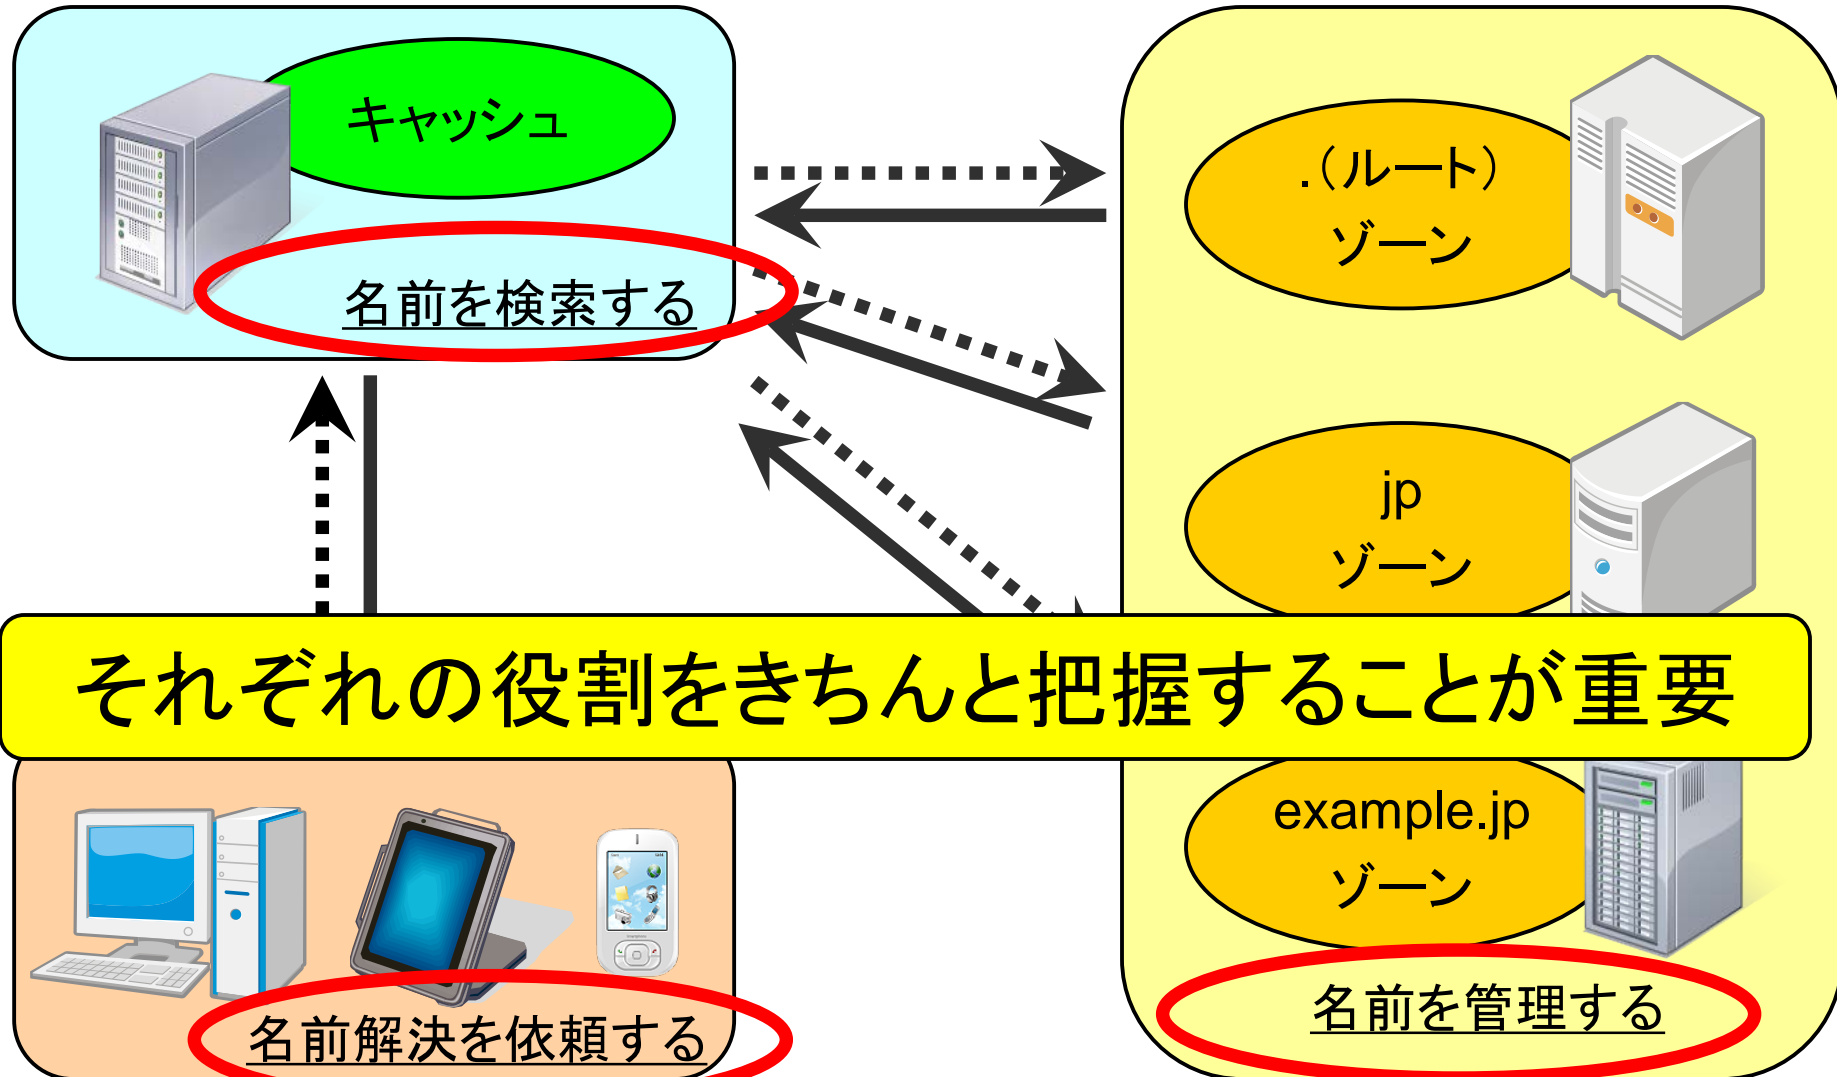 キャッシュ
名前を検索する
.(ルート)
ゾーン
jp
ゾーン
それぞれの役割をきちんと把握することが重要
example.jp
ゾーン
名前を管理する
名前解決を依頼する